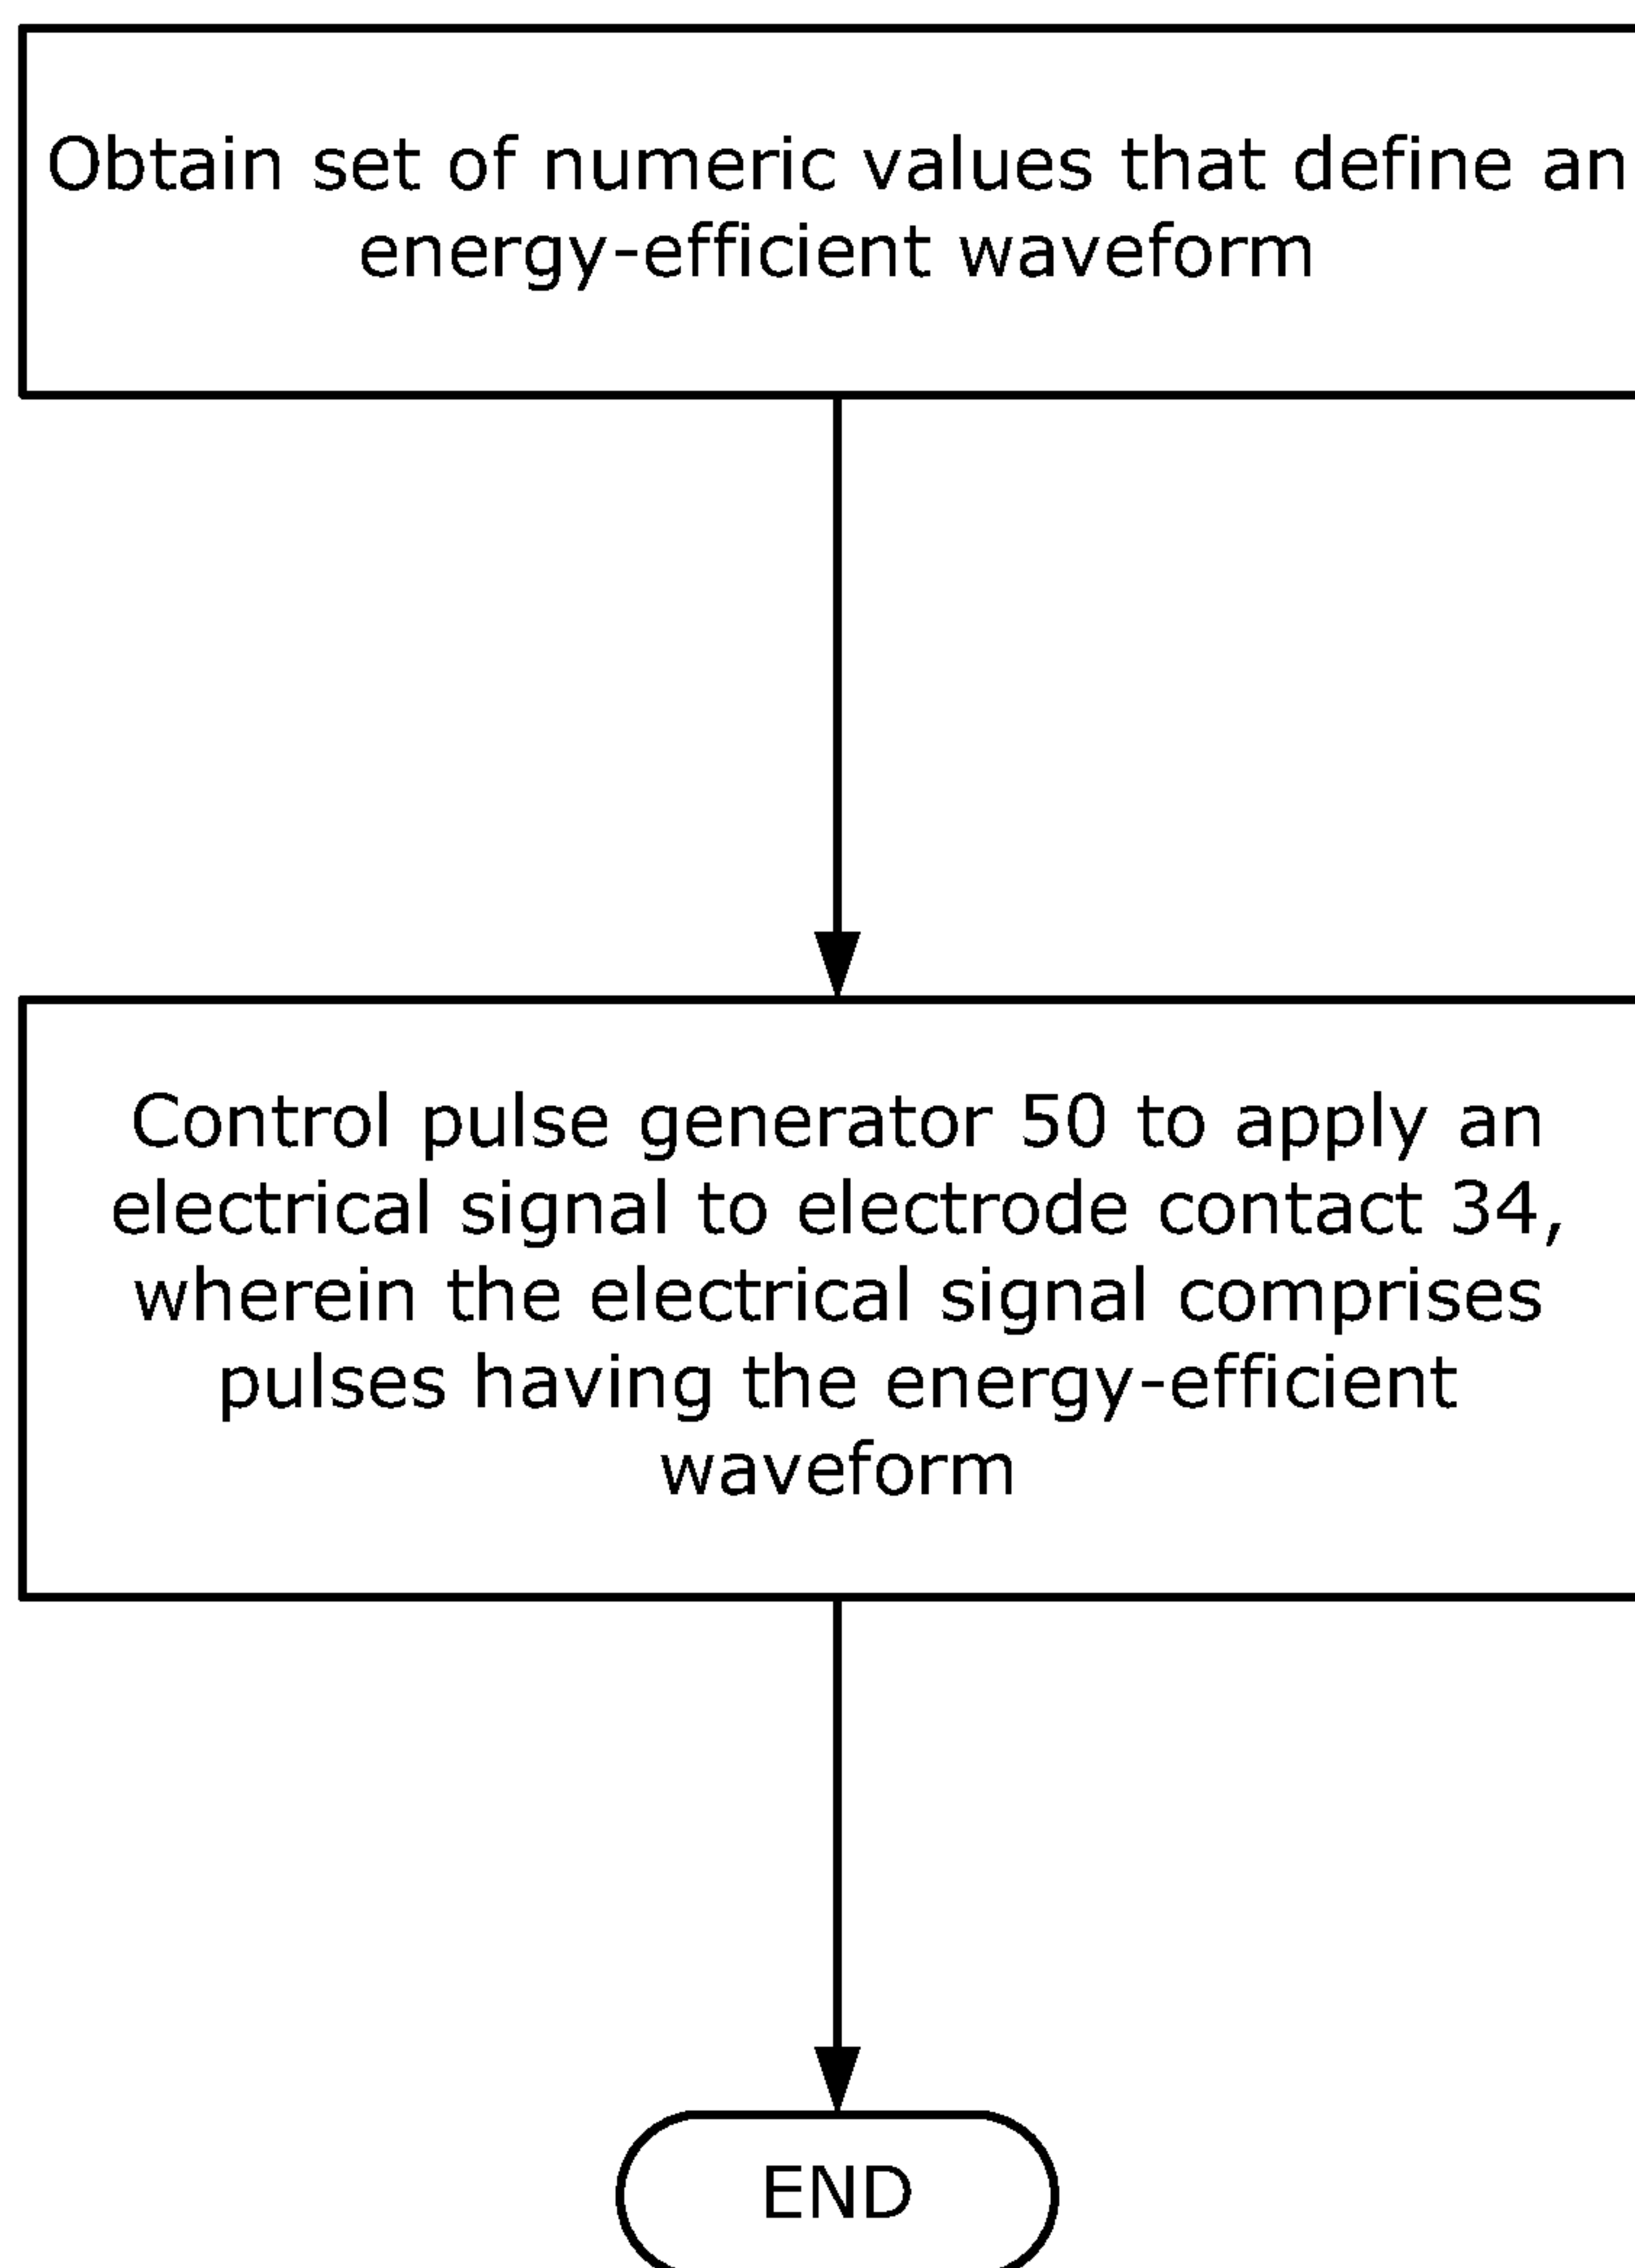 Obtain set of numeric values that define an
energy-efficient waveform
Control pulse generator 50 to apply an
electrical signal to electrode contact 34,
wherein the electrical signal comprises
pulses having the energy-efficient
waveform
END